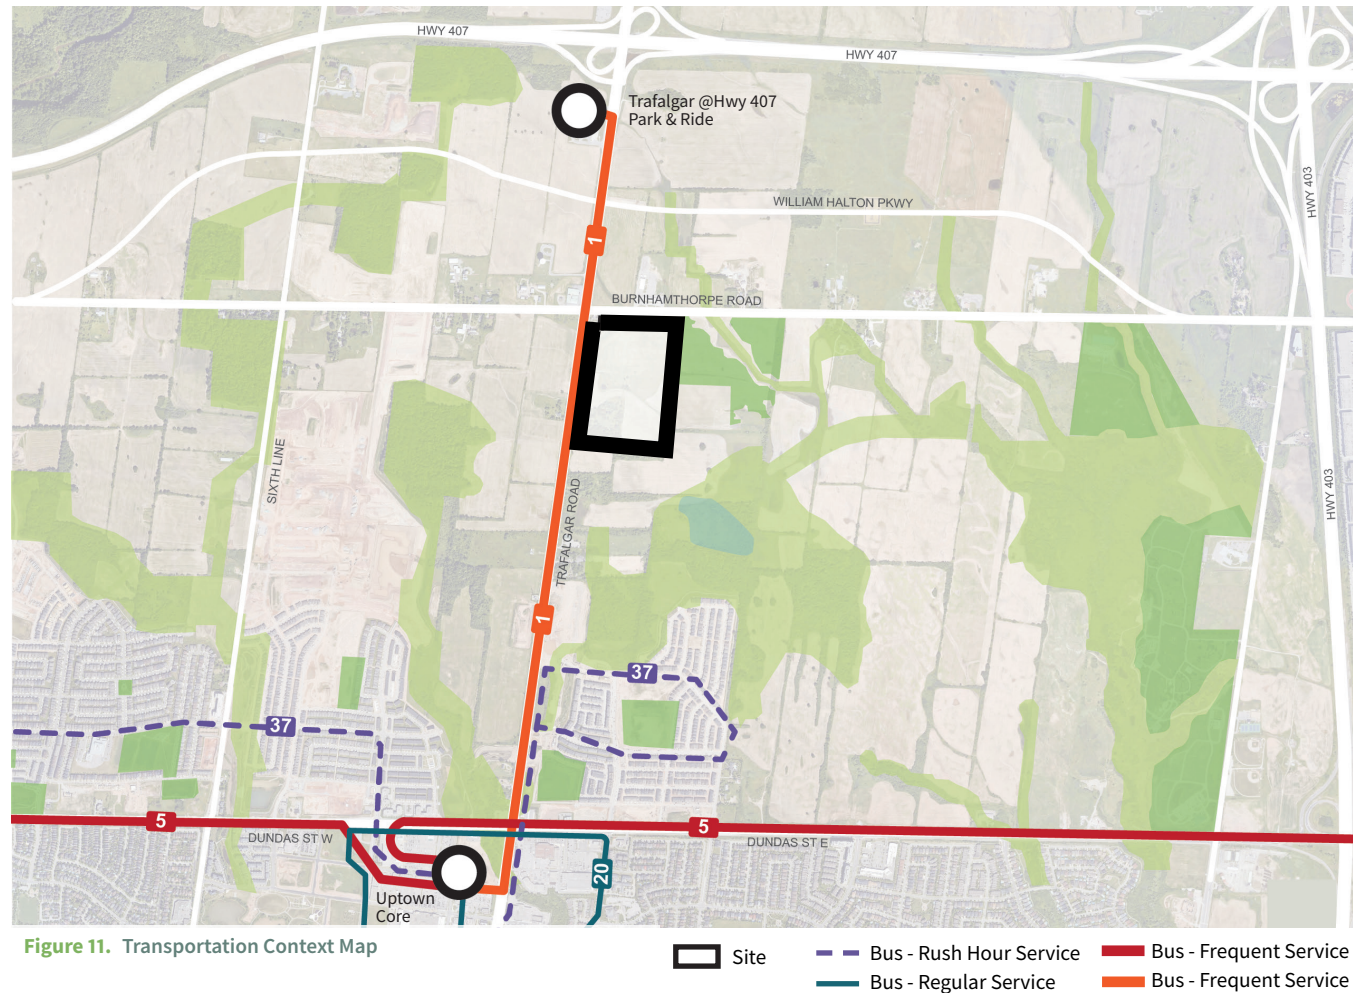 HWY 407
HWY 407
Trafalgar @Hwy 407
Park & Ride
HWY 403
WILLIAM HALTON PKWY
1
BURNHAMTHORPE ROAD
SIXTH LINE
HWY 403
TRAFALGAR ROAD
1
37
37
5
5
DUNDAS ST W
DUNDAS ST E
20
Uptown
Core
Figure 11. Transportation Context Map
Site
Bus - Rush Hour Service
Bus - Frequent Service
Bus - Regular Service
Bus - Frequent Service